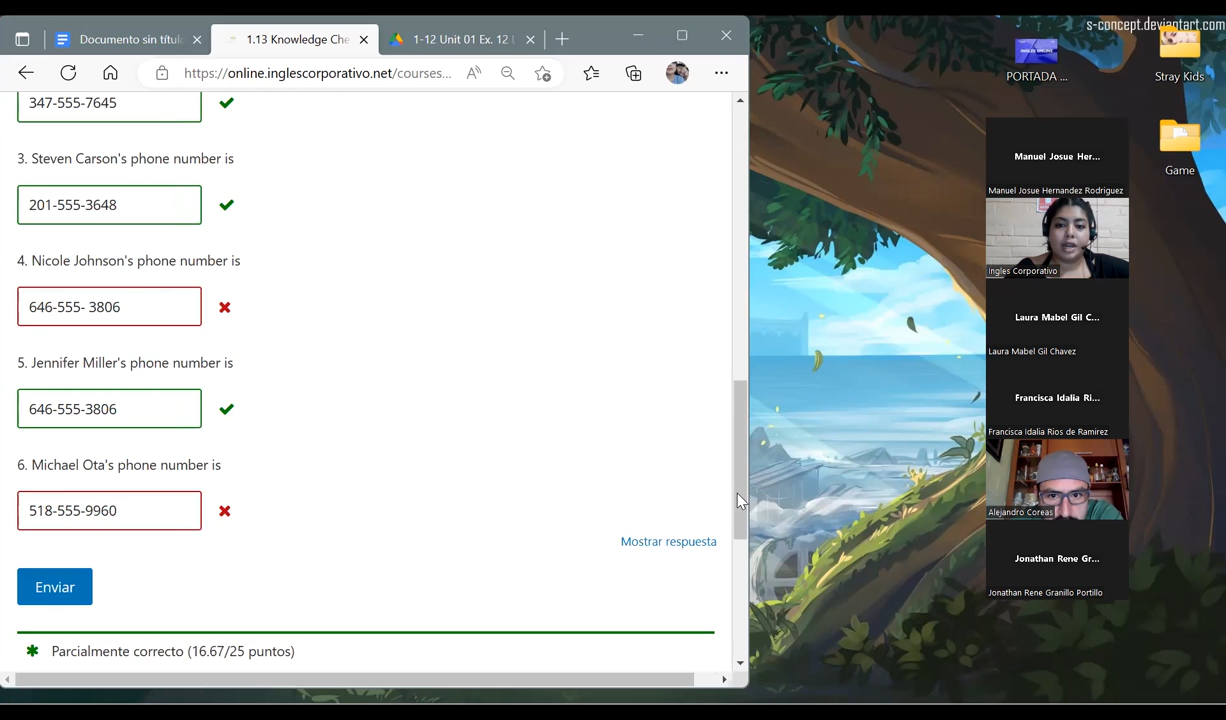 s-concept.deviantart.com
Documento sin títul
1.13 Knowledge Che
1-12 Unit 01 Ex. 12 L
https://online.inglescorporativo.net/courses...
347-555-7645
3. Steven Carson's phone number is
201-555-3648
4. Nicole Johnson's phone number is
646-555- 3806
5. Jennifer Miller's phone number is
646-555-3806
6. Michael Ota's phone number is
518-555-9960
Mostrar respuesta
Enviar
Parcialmente correcto (16.67/25 puntos)
PORTADA ...
Stray Kids
Game
Manuel Josue Her...
Manuel Josue Hernandez Rodriguez
Ingles Corporativo
Laura Mabel Gil C...
Laura Mabel Gil Chavez
Francisca Idalia Ri...
Francisca Idalia Rios de Ramirez
Alejandro Coreas
Jonathan Rene Gr...
Jonathan Rene Granillo Portillo